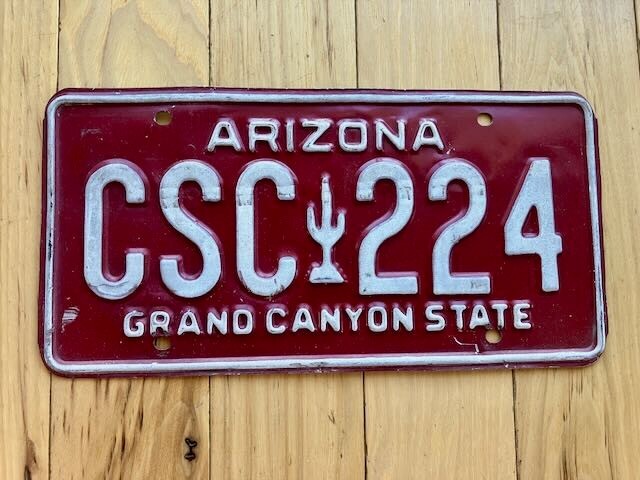 ARIZONA
CSC 224
GRAND CANYON STATE